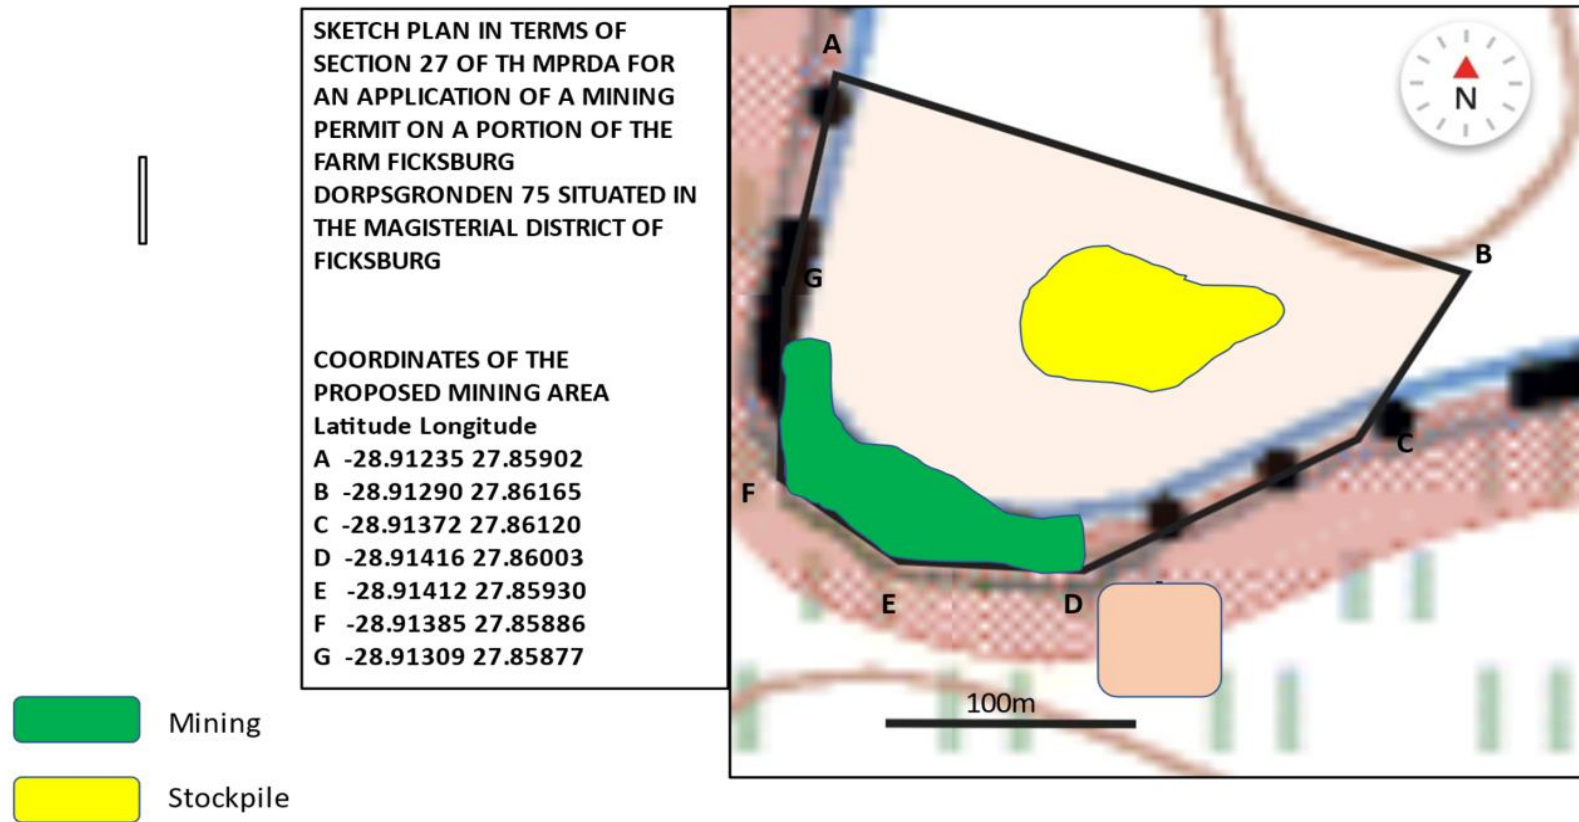 SKETCH PLAN IN TERMS OF
SECTION 27 OF TH MPRDA FOR
AN APPLICATION OF A MINING
PERMIT ON A PORTION OF THE
FARM FICKSBURG
DORPSGRONDEN 75 SITUATED IN
THE MAGISTERIAL DISTRICT OF
FICKSBURG
COORDINATES OF THE
PROPOSED MINING AREA
Latitude Longitude
A -28.91235 27.85902
B -28.91290 27.86165
C -28.91372 27.86120
D -28.91416 27.86003
E -28.91412 27.85930
F -28.91385 27.85886
G -28.91309 27.85877
Mining
Stockpile
A
N
B
G
C
F
E
D
100m